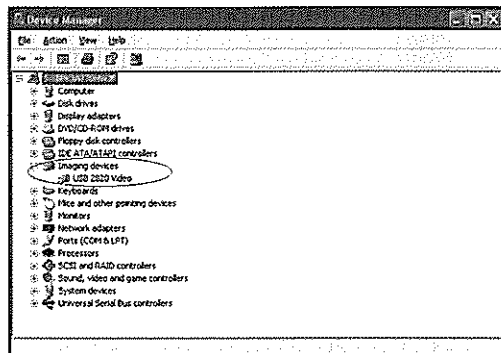 Device Manager
File Action View Help
Computer
Disk drives
Display adapters
DVD/CD-ROM drives
Floppy disk controllers
IDE ATA/ATAPI controllers
Imaging devices
USB 2820 Video
Keyboards
Mice and other pointing devices
Monitors
Network adapters
Ports (COM & LPT)
Processors
SCSI and RAID controllers
Sound, video and game controllers
System devices
Universal Serial Bus controllers